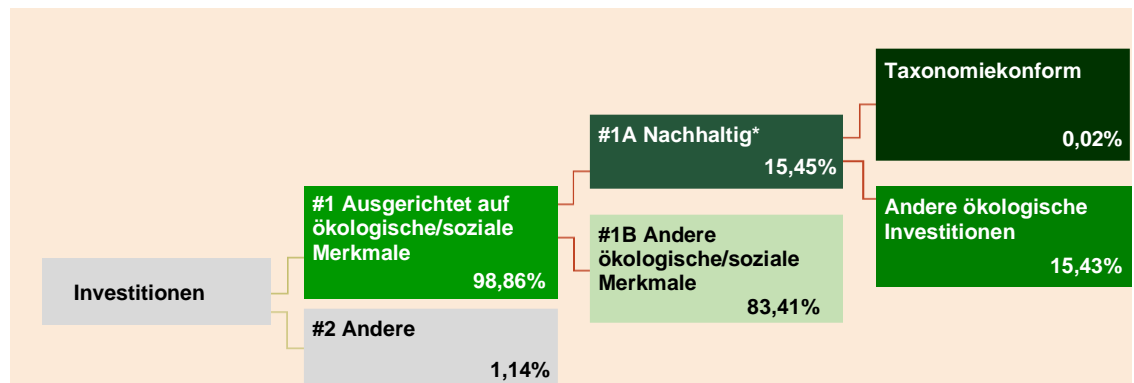 Investitionen
#1 Ausgerichtet auf
ökologische/soziale
Merkmale
98,86%
#2 Andere
1,14%
#1A Nachhaltig*
15,45%
#1B Andere
ökologische/soziale
Merkmale
83,41%
Taxonomiekonform
0,02%
Andere ökologische
Investitionen
15,43%